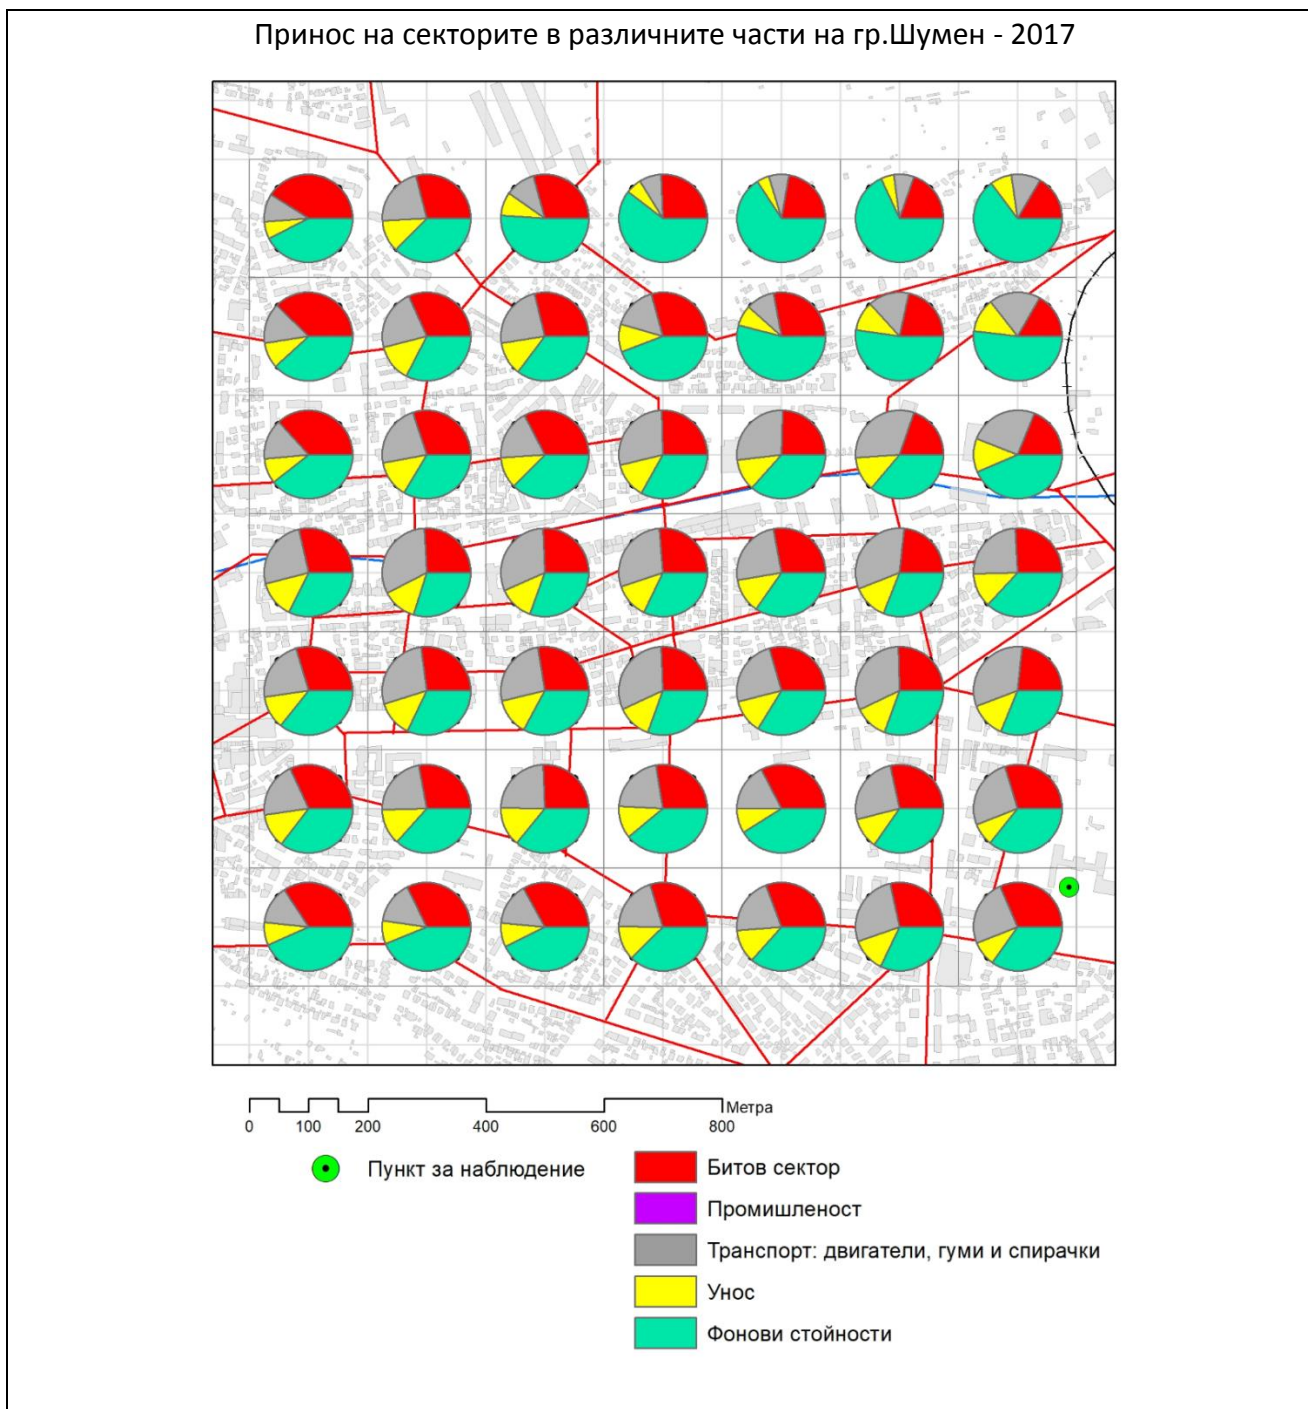 Принос на секторите в различните части на гр.Шумен - 2017
Метра
0 100 200 400 600 800
Пункт за наблюдение
Битов сектор
Промишленост
Транспорт: двигатели, гуми и спирачки
Унос
Фонови стойности